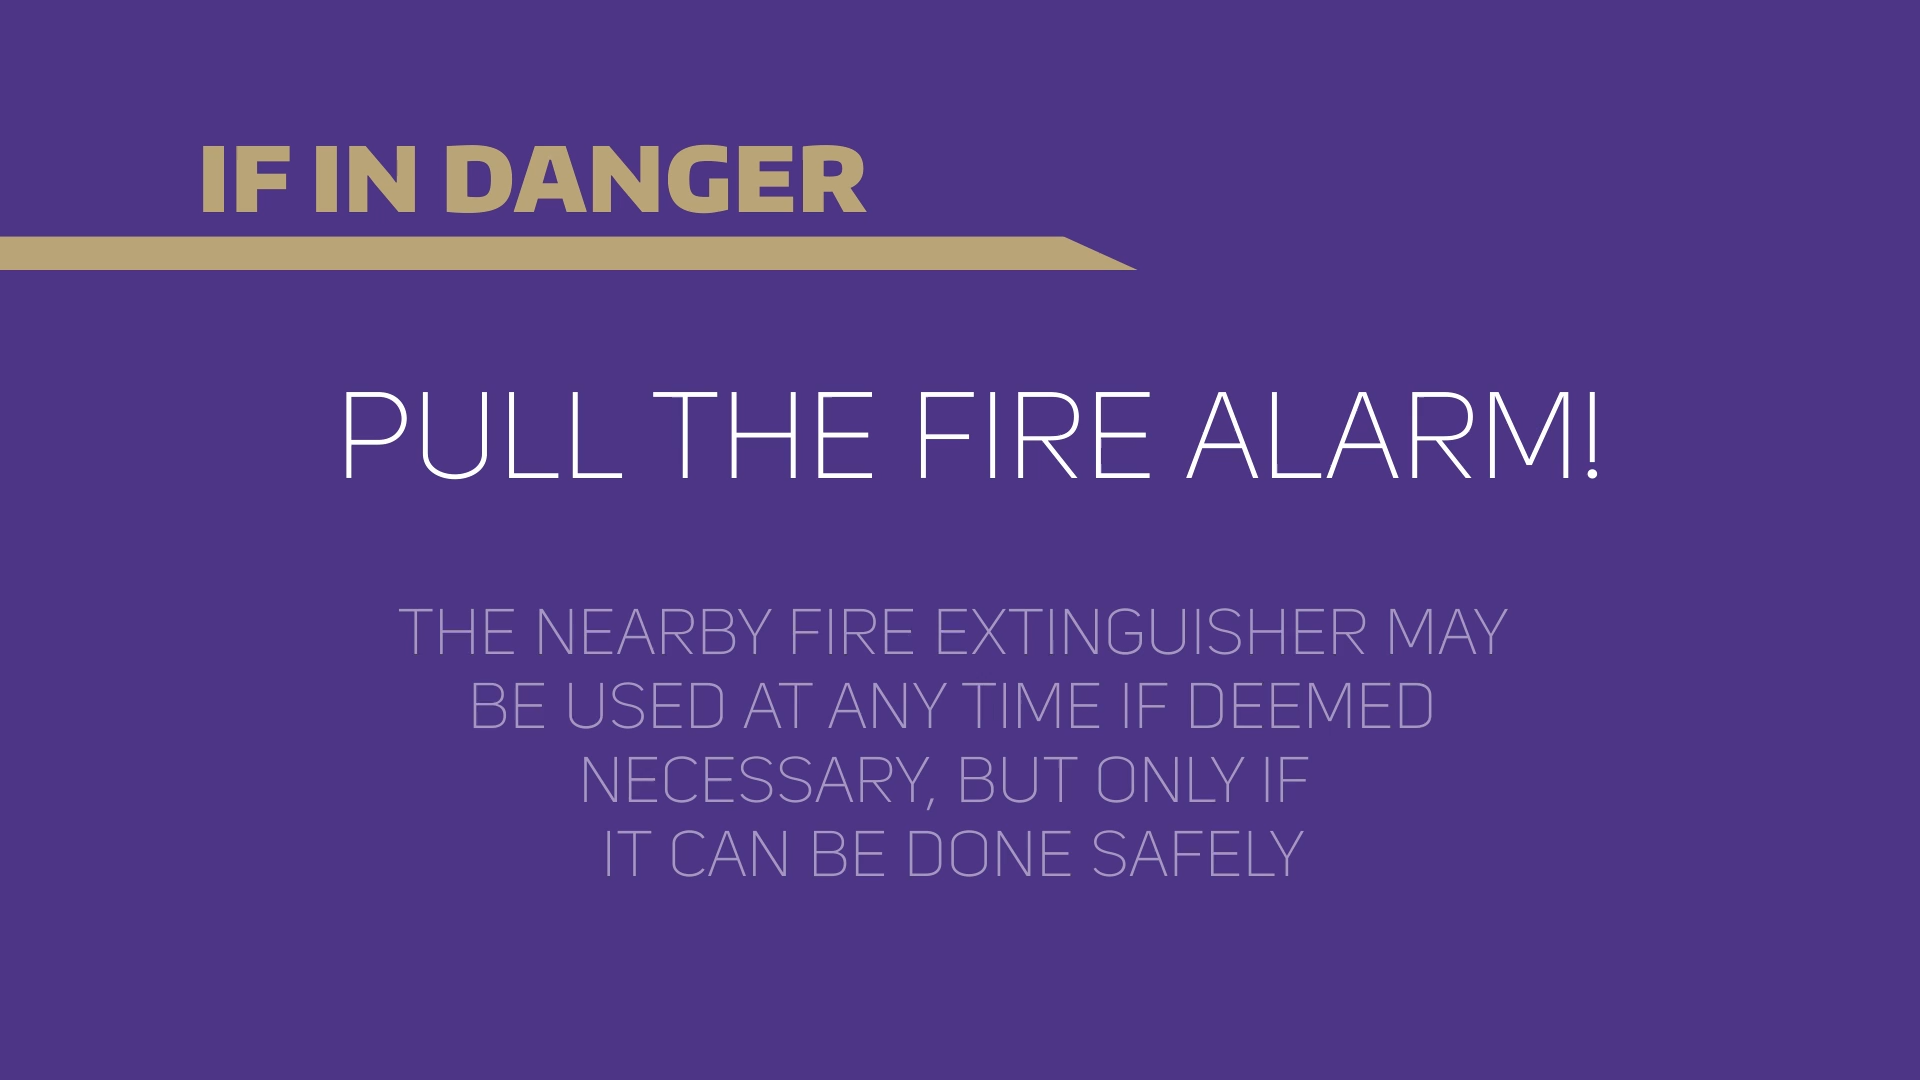 IF IN DANGER
PULL THE FIRE ALARM!
THE NEARBY FIRE EXTINGUISHER MAY
BE USED AT ANY TIME IF DEEMED
NECESSARY, BUT ONLY IF
IT CAN BE DONE SAFELY